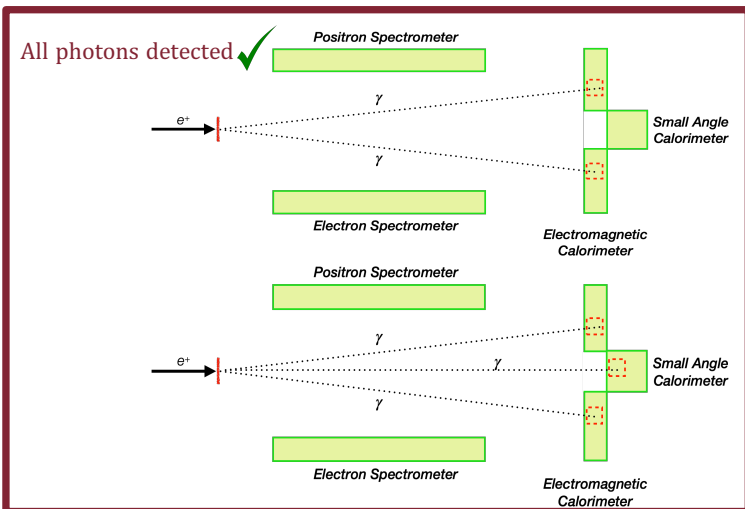 All photons detected
Positron Spectrometer
γ
e⁺
γ
Small Angle
Calorimeter
Electron Spectrometer
Electromagnetic
Calorimeter
Positron Spectrometer
γ
e⁺
γ
γ
Small Angle
Calorimeter
Electron Spectrometer
Electromagnetic
Calorimeter